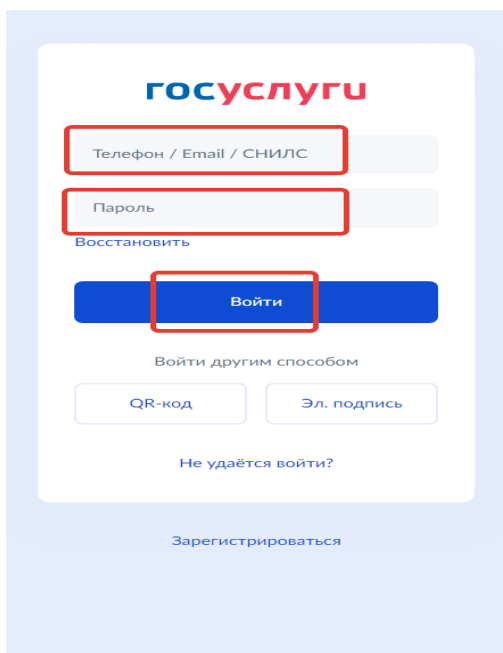 госуслуги
Телефон / Email / СНИЛС
Пароль
Восстановить
Войти
Войти другим способом
QR-код
Эл. подпись
Не удаётся войти?
Зарегистрироваться